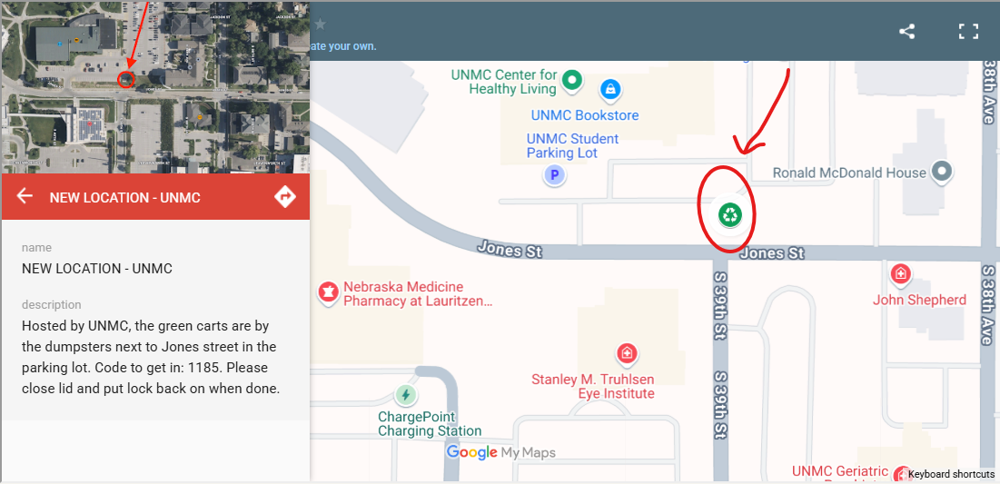 ate your own.
NEW LOCATION - UNMC
name
NEW LOCATION - UNMC
description
Hosted by UNMC, the green carts are by
the dumpsters next to Jones street in the
parking lot. Code to get in: 1185. Please
close lid and put lock back on when done.
UNMC Center for
Healthy Living
UNMC Bookstore
UNMC Student
Parking Lot
P
Ronald McDonald House
38th Ave
Jones St
Jones St
Nebraska Medicine
Pharmacy at Lauritzen...
S 39th St
S 38th Ave
John Shepherd
Stanley M. Truhlsen
Eye Institute
S 39th St
ChargePoint
Charging Station
Google My Maps
UNMC Geriatric
Keyboard shortcuts